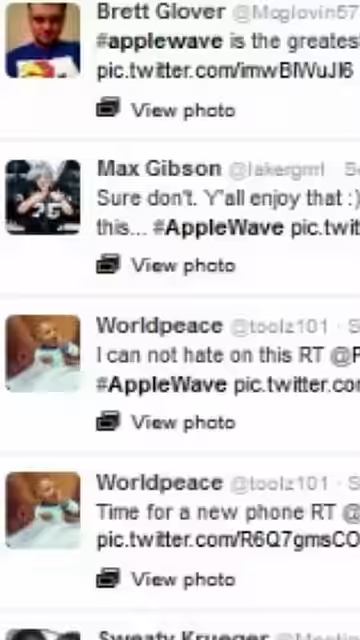 Brett Glover @Mcglovin57
#applewave is the greatest
pic.twitter.com/imwBIWuJI6
View photo
Max Gibson
Sure don't. Y'all enjoy that :)
this... #AppleWave pic.twit
View photo
Worldpeace @toolz101 · S
I can not hate on this RT @F
#AppleWave pic.twitter.co
View photo
Worldpeace @toolz101 · S
Time for a new phone RT @
pic.twitter.com/R6Q7gmsCO
View photo
Sweaty Krueger